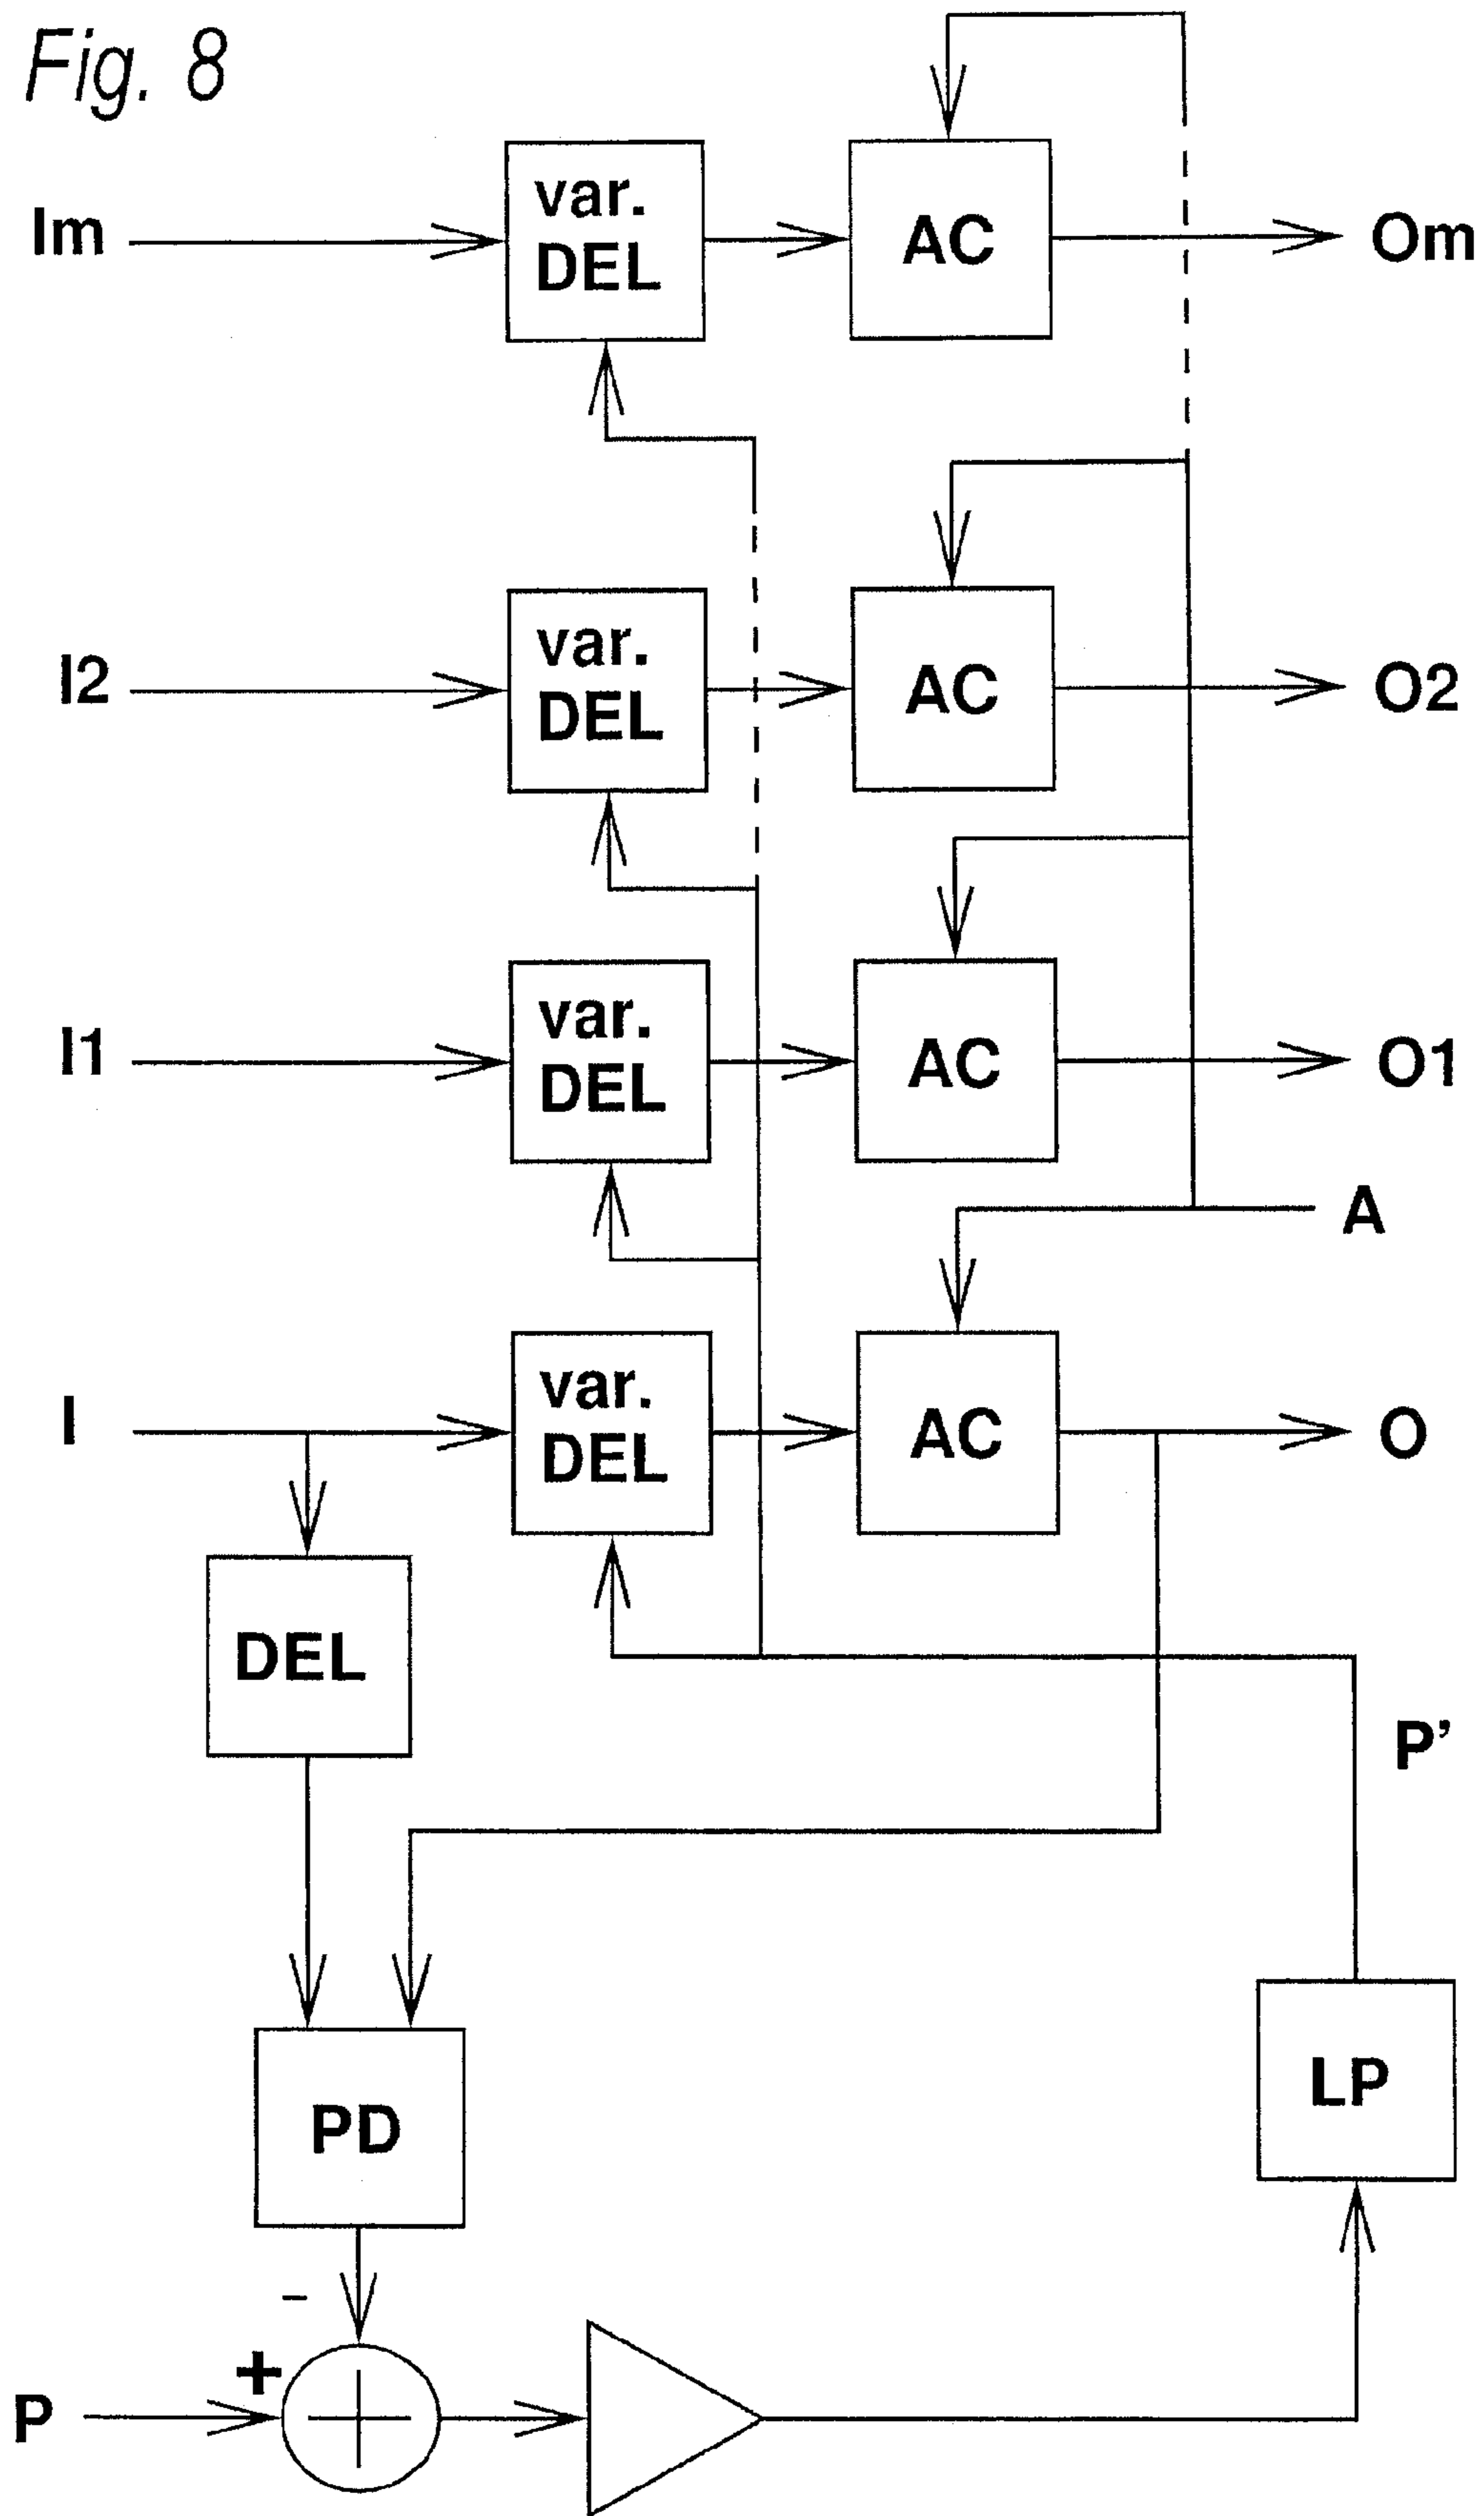 Fig. 8
Im
var.
DEL
AC
Om
I2
var.
DEL
AC
O2
I1
var.
DEL
AC
O1
A
I
var.
DEL
AC
O
DEL
P’
PD
LP
−
+
P